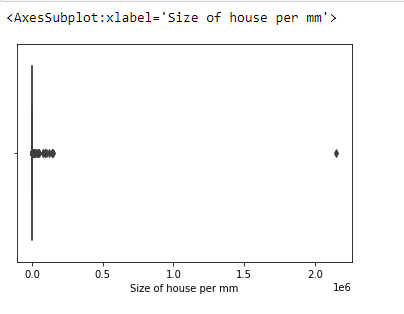 <AxesSubplot:xlabel='Size of house per mm'>
0.0 0.5 1.0 1.5 2.0
1e6
Size of house per mm